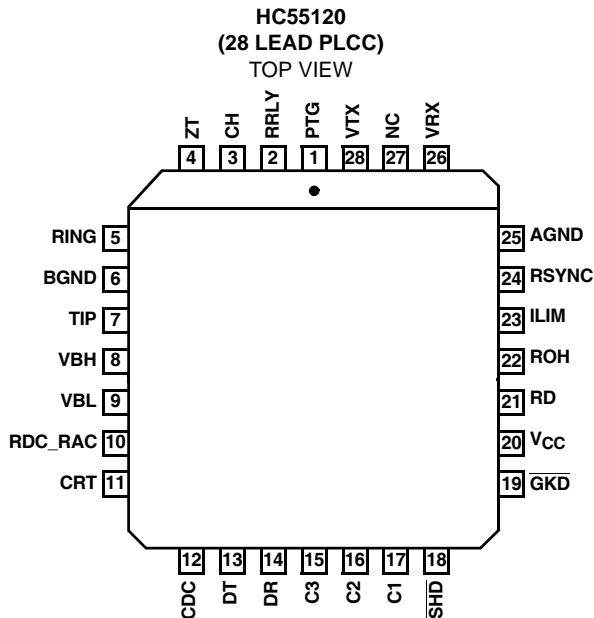 HC55120
(28 LEAD PLCC)
TOP VIEW
ZT
CH
RRLY
PTG
VTX
NC
VRX
4 3 2 1 28 27 26
RING 5
BGND 6
TIP 7
VBH 8
VBL 9
RDC_RAC 10
CRT 11
25 AGND
24 RSYNC
23 ILIM
22 ROH
21 RD
20 VCC
19 GKD
12 13 14 15 16 17 18
CDC
DT
DR
C3
C2
C1
SHD